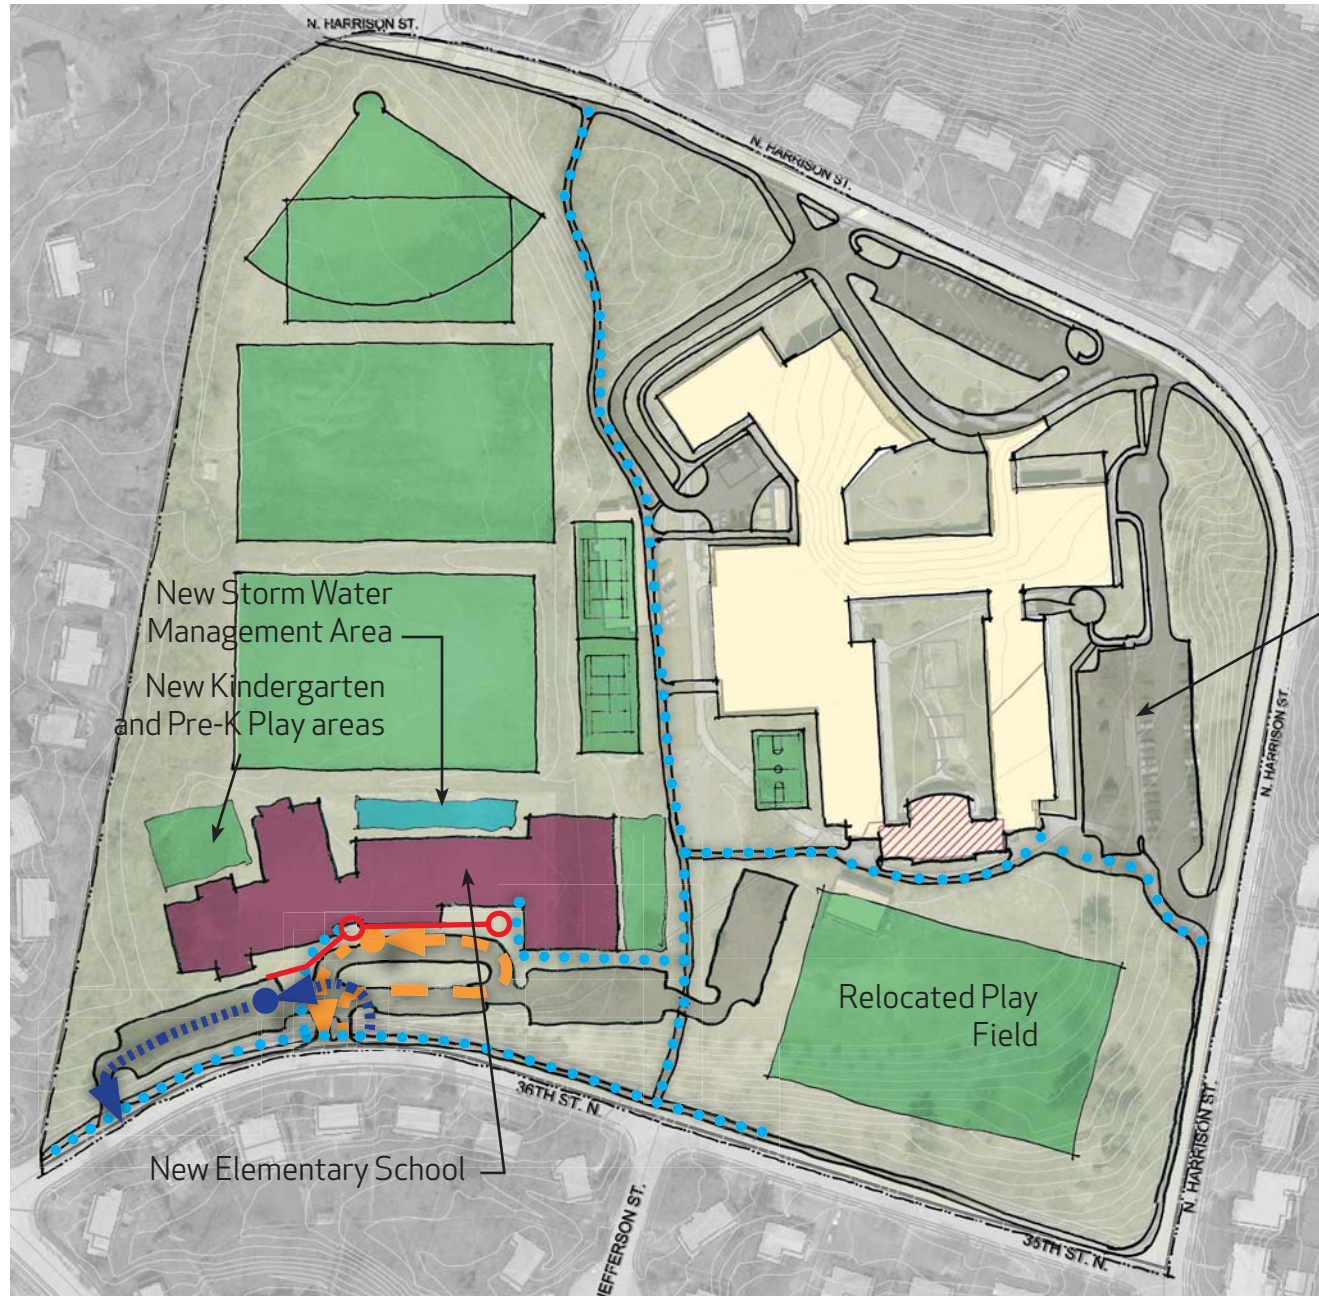 N. HARRISON ST.
N. HARRISON ST.
New Storm Water
Management Area
New Kindergarten
and Pre-K Play areas
N. HARRISON ST.
Relocated Play
Field
36TH ST. N.
N. HARRISON ST.
New Elementary School
JEFFERSON ST.
35TH ST. N.